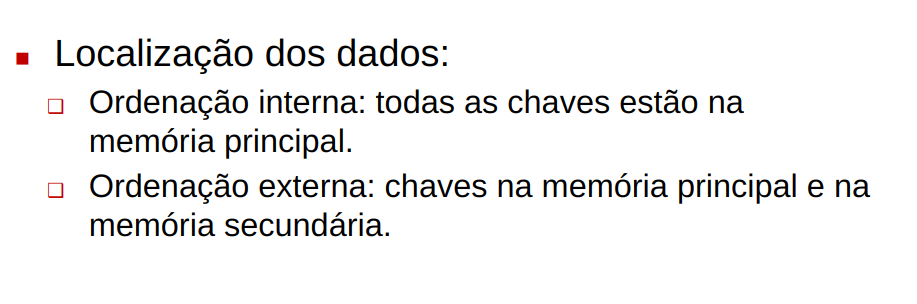 Localização dos dados:
Ordenação interna: todas as chaves estão na
memória principal.
Ordenação externa: chaves na memória principal e na
memória secundária.